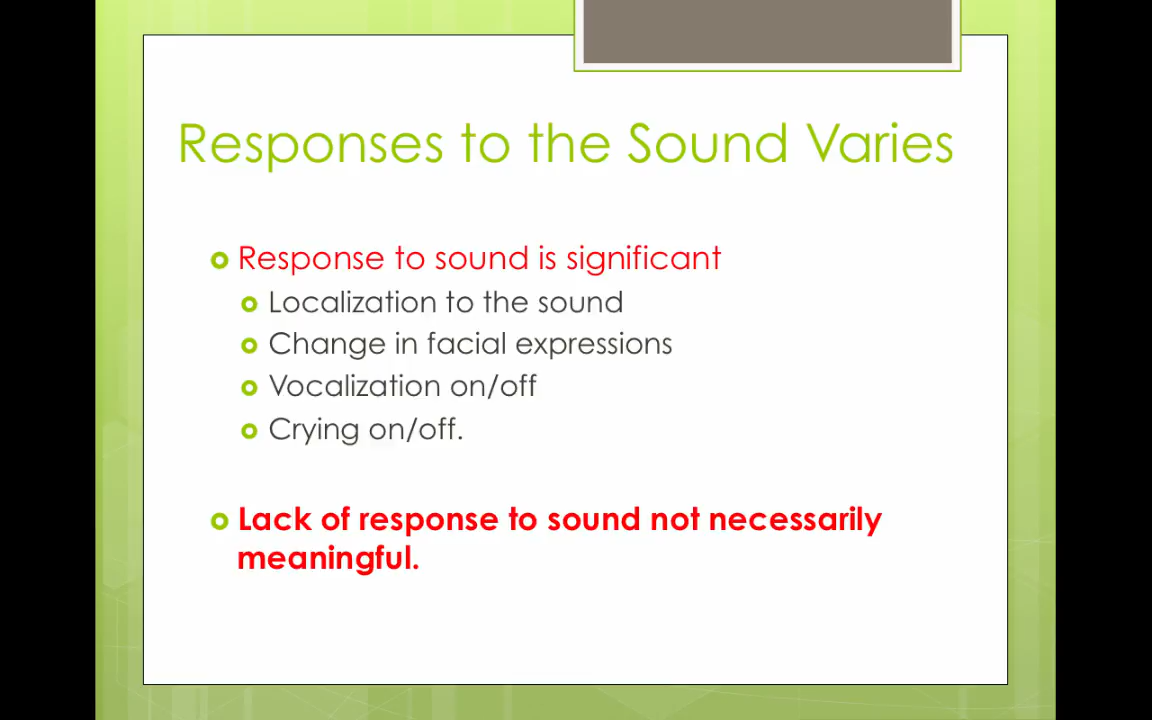 Responses to the Sound Varies
Response to sound is significant
Localization to the sound
Change in facial expressions
Vocalization on/off
Crying on/off.
Lack of response to sound not necessarily
meaningful.